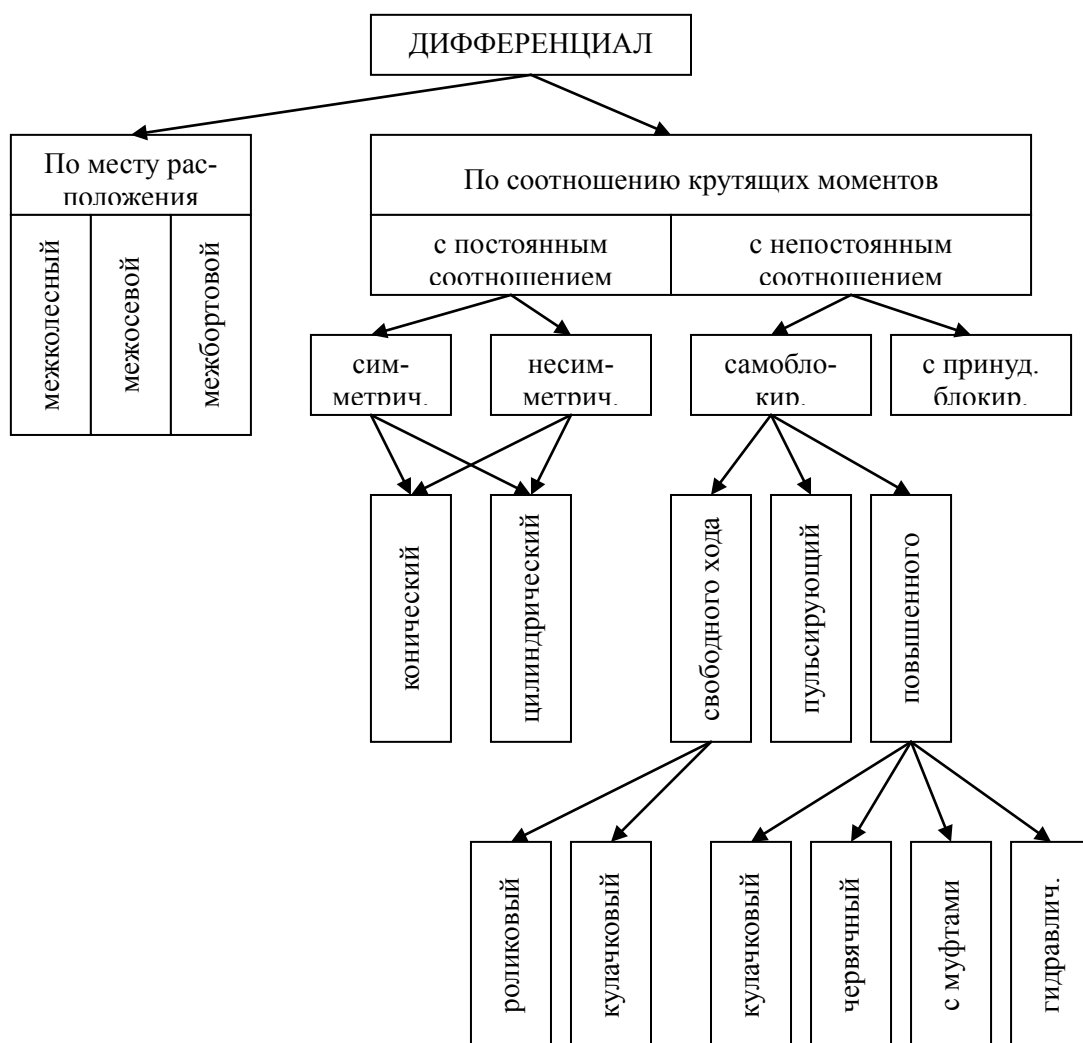 ДИФФЕРЕНЦИАЛ
По месту рас-
положения
По соотношению крутящих моментов
межколесный
межосевой
межбортовой
с постоянным
соотношением
с непостоянным
соотношением
сим-
метрич.
несим-
метрич.
самобло-
кир.
с принуд.
блокир.
конический
цилиндрический
свободного хода
пульсирующий
повышенного
роликовый
кулачковый
кулачковый
червячный
с муфтами
гидравлич.